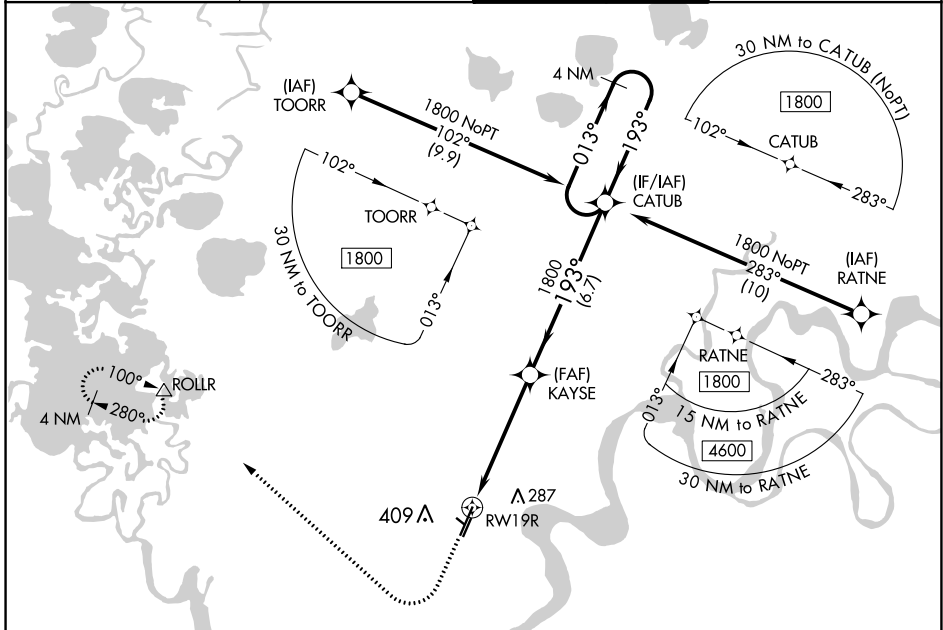 (IAF)
TOORR
1800 NoPT
102°
(9.9)
4 NM
013°
193°
30 NM to CATUB (NoPT)
1800
102°
CATUB
283°
(IF/IAF)
CATUB
102°
TOORR
1800
013°
30 NM to TOORR
1800
193°
(6.7)
1800 NoPT
283°
(10)
(IAF)
RATNE
RATNE
1800
283°
013°
15 NM to RATNE
4600
30 NM to RATNE
(FAF)
KAYSE
100°
ROLLR
4 NM
280°
409
287
RW19R